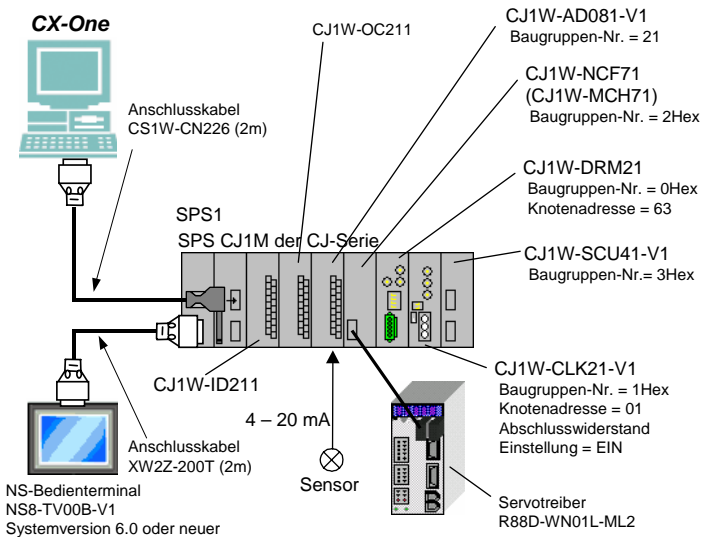 CX-One
CJ1W-OC211
CJ1W-AD081-V1
Baugruppen-Nr. = 21
CJ1W-NCF71
(CJ1W-MCH71)
Baugruppen-Nr. = 2Hex
Anschlusskabel
CS1W-CN226 (2m)
CJ1W-DRM21
Baugruppen-Nr. = 0Hex
Knotenadresse = 63
SPS1
SPS CJ1M der CJ-Serie
CJ1W-SCU41-V1
Baugruppen-Nr.= 3Hex
CJ1W-ID211
CJ1W-CLK21-V1
Baugruppen-Nr. = 1Hex
Knotenadresse = 01
Abschlusswiderstand
Einstellung = EIN
4 – 20 mA
Anschlusskabel
XW2Z-200T (2m)
Sensor
NS-Bedienterminal
NS8-TV00B-V1
Systemversion 6.0 oder neuer
Servotreiber
R88D-WN01L-ML2